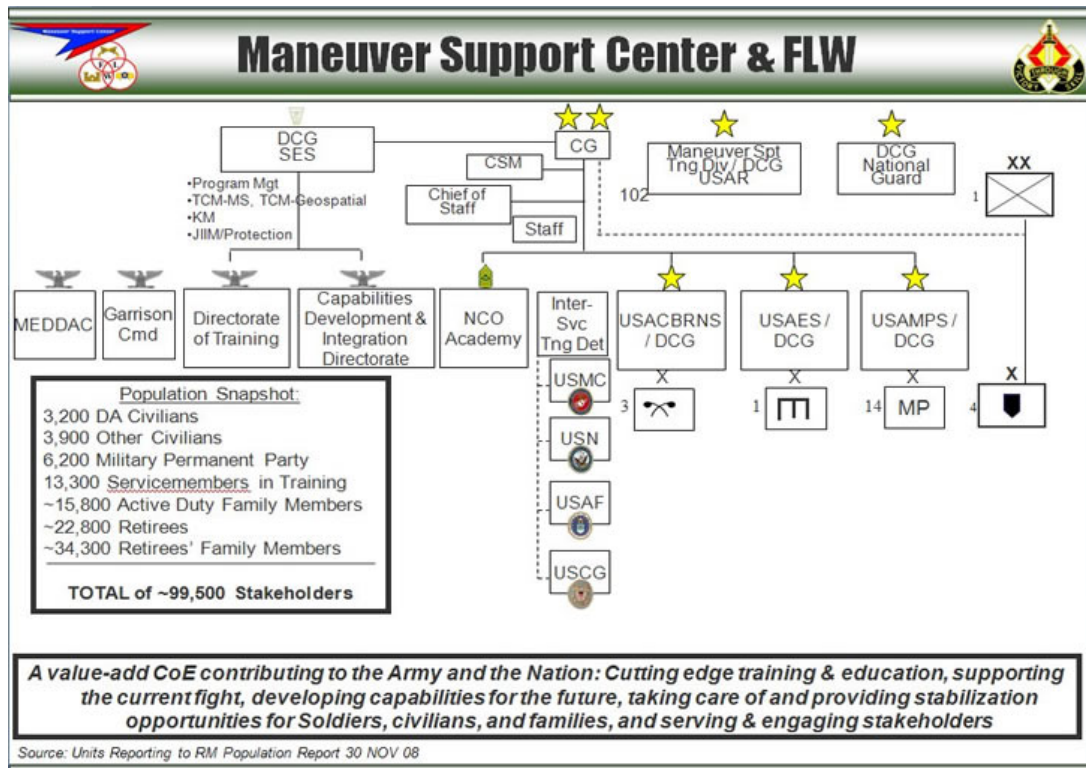 Maneuver Support Center
Maneuver Support Center & FLW
VICTORY THROUGH SKILL
DCG
SES
•Program Mgt
•TCM-MS, TCM-Geospatial
•KM
•JIIM/Protection
CG
CSM
Chief of
Staff
Staff
Maneuver Spt
Tng Div / DCG
USAR
102
DCG
National
Guard
XX
1
MEDDAC
Garrison
Cmd
Directorate
of Training
Capabilities
Development &
Integration
Directorate
NCO
Academy
Inter-
Svc
Tng Det
USMC
USN
USAF
USCG
USACBRNS
/ DCG
X
3
USAES /
DCG
X
1
USAMPS /
DCG
X
14
MP
X
4
Population Snapshot:
3,200 DA Civilians
3,900 Other Civilians
6,200 Military Permanent Party
13,300 Servicemembers in Training
~15,800 Active Duty Family Members
~22,800 Retirees
~34,300 Retirees' Family Members
TOTAL of ~99,500 Stakeholders
A value-add CoE contributing to the Army and the Nation: Cutting edge training & education, supporting
the current fight, developing capabilities for the future, taking care of and providing stabilization
opportunities for Soldiers, civilians, and families, and serving & engaging stakeholders
Source: Units Reporting to RM Population Report 30 NOV 08